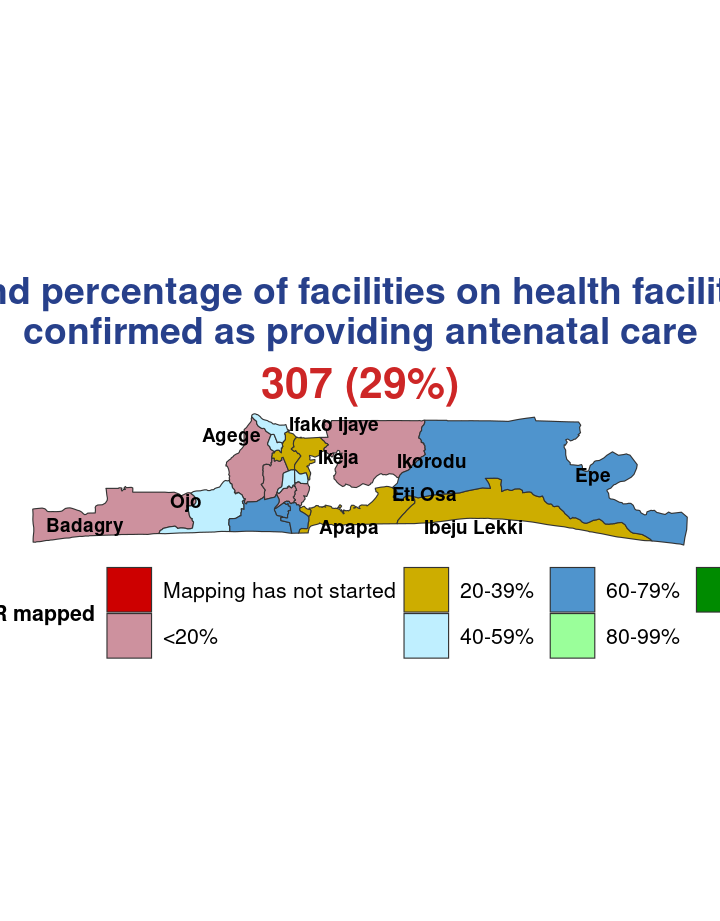 nd percentage of facilities on health facilit
confirmed as providing antenatal care
307 (29%)
Ifako Ijaye
Agege
Ikeja
Ikorodu
Epe
Ojo
Eti Osa
Badagry
Apapa
Ibeju Lekki
R mapped
Mapping has not started
20-39%
60-79%
<20%
40-59%
80-99%